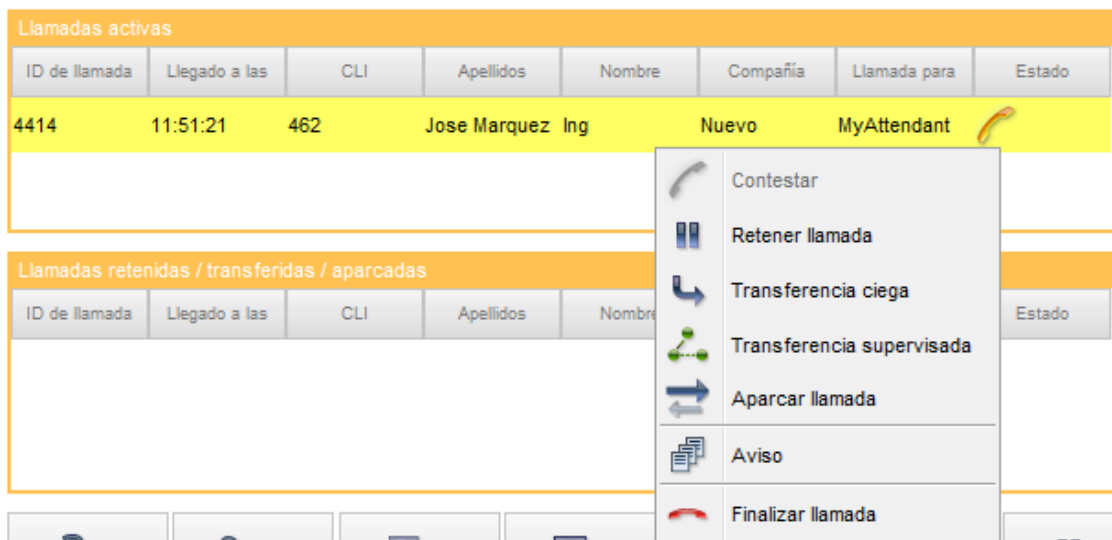 Llamadas activas
ID de llamada Llegado a las CLI Apellidos Nombre Compañía Llamada para Estado
4414 11:51:21 462 Jose Marquez Ing Nuevo MyAttendant
Contestar
Retener llamada
Llamadas retenidas / transferidas / aparcadas
Transferencia ciega
ID de llamada Llegado a las CLI Apellidos Nombre Estado
Transferencia supervisada
Aparcar llamada
Aviso
Finalizar llamada